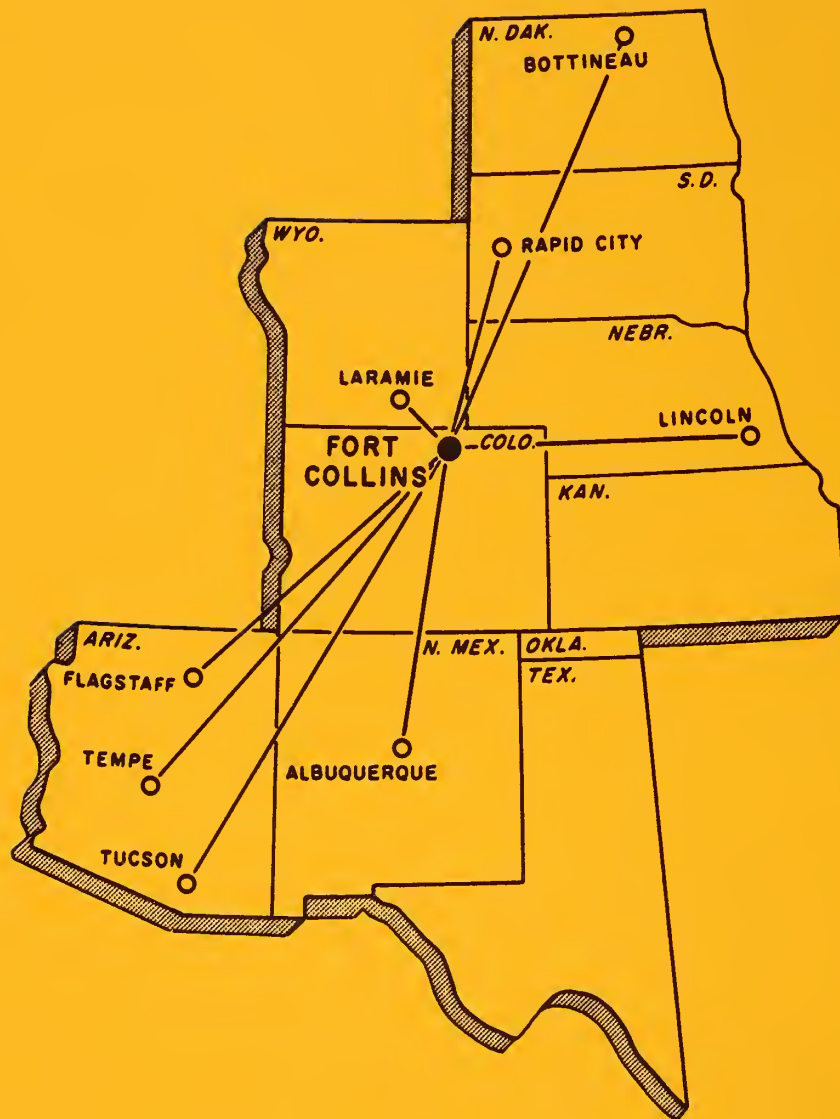 N. DAK.
BOTTINEAU
S.D.
WYO.
RAPID CITY
NEBR.
LARAMIE
LINCOLN
FORT
COLLINS
COLO.
KAN.
ARIZ.
N. MEX.
OKLA.
TEX.
FLAGSTAFF
TEMPE
ALBUQUERQUE
TUCSON